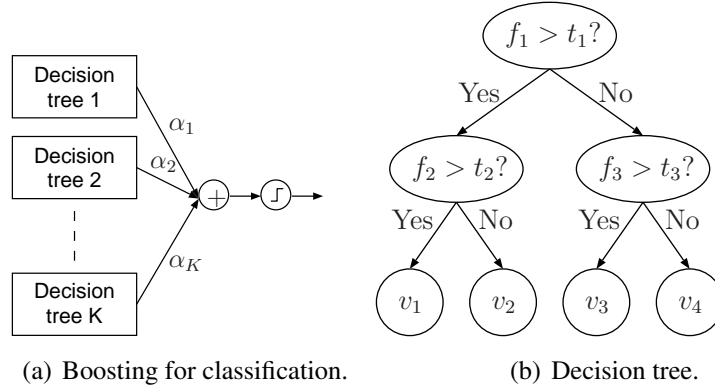 Decision
tree 1
α₁
Decision
tree 2
α₂
+
Decision
tree K
α_K
(a) Boosting for classification.
f₁ > t₁?
Yes No
f₂ > t₂? f₃ > t₃?
Yes No Yes No
v₁ v₂ v₃ v₄
(b) Decision tree.